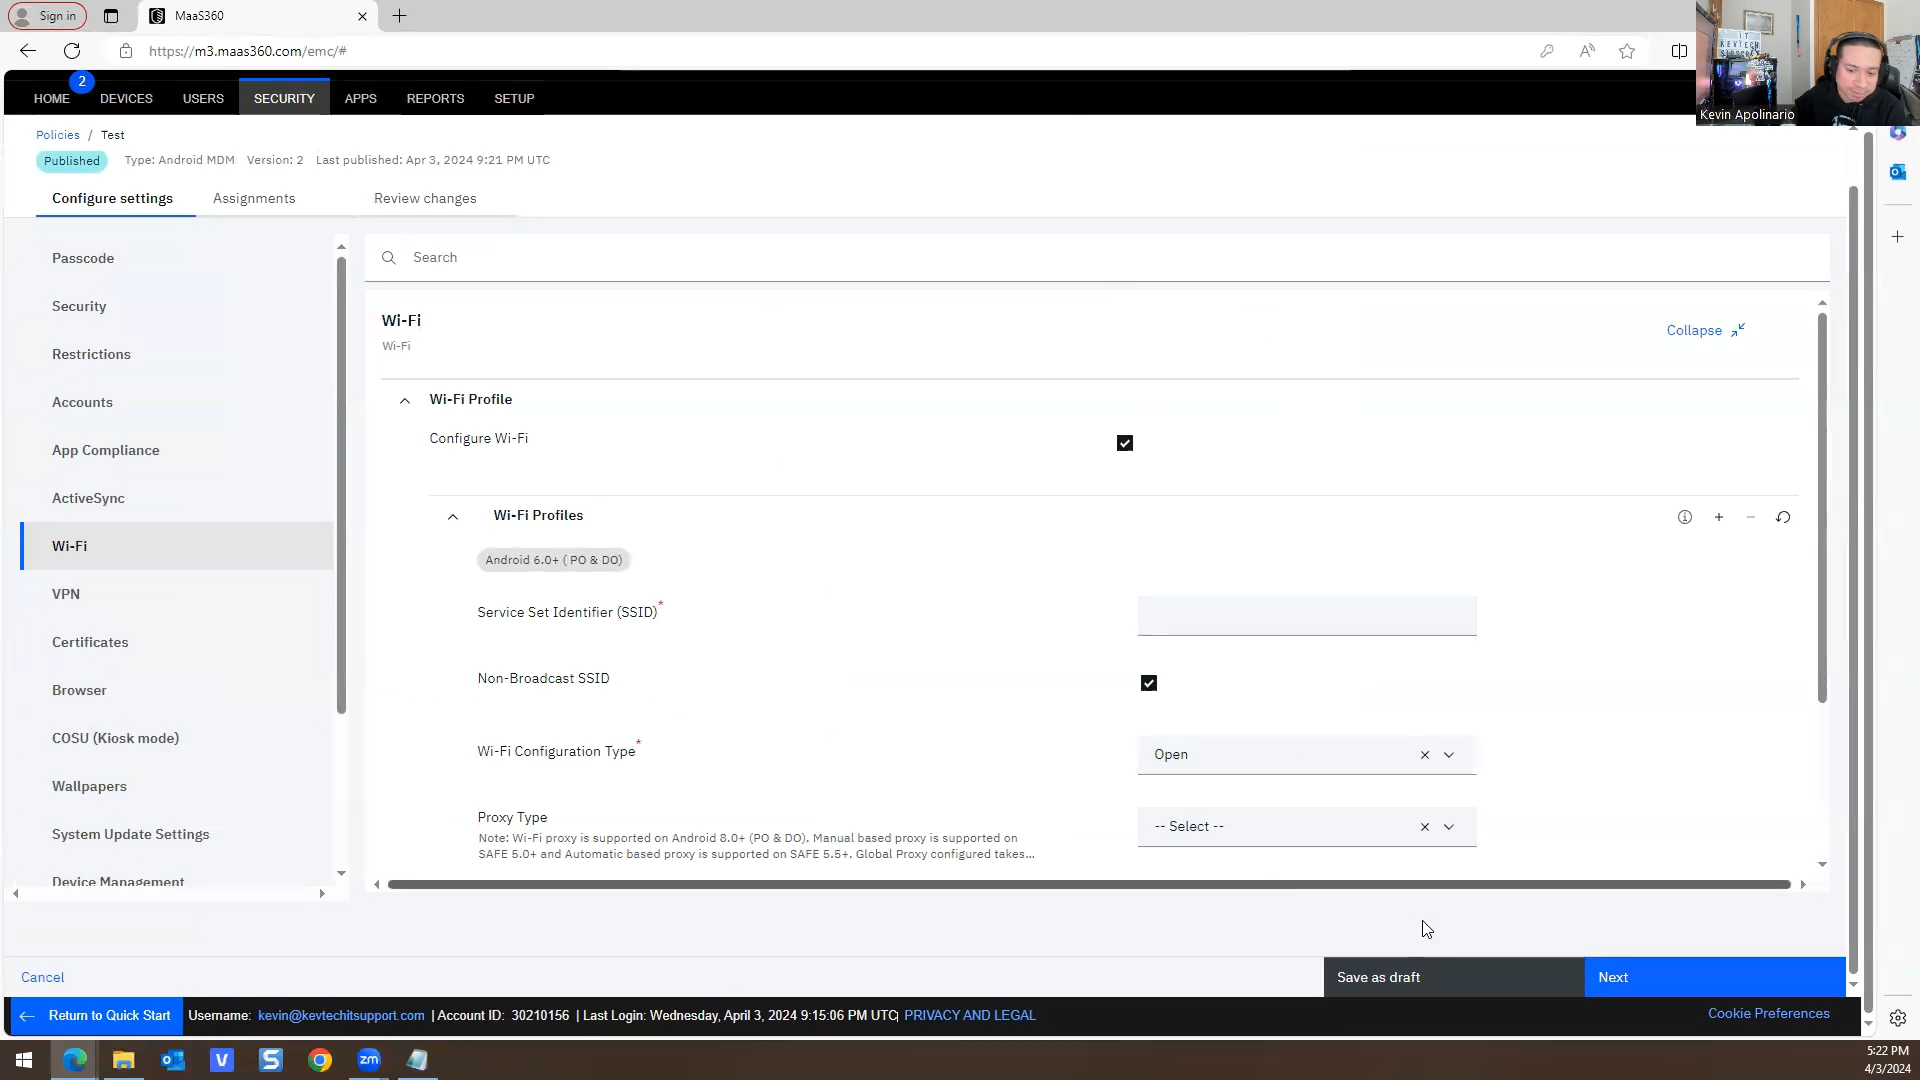 Sign in
MaaS360
https://m3.maas360.com/emc/#
IT
KEVTECH
Kevin Apolinario
2
HOME DEVICES USERS SECURITY APPS REPORTS SETUP
Policies / Test
Published Type: Android MDM Version: 2 Last published: Apr 3, 2024 9:21 PM UTC
Configure settings Assignments Review changes
Passcode
Security
Restrictions
Accounts
App Compliance
ActiveSync
Wi-Fi
VPN
Certificates
Browser
COSU (Kiosk mode)
Wallpapers
System Update Settings
Device Management
Search
Wi-Fi
Wi-Fi
Collapse
Wi-Fi Profile
Configure Wi-Fi
Wi-Fi Profiles
Android 6.0+ ( PO & DO)
Service Set Identifier (SSID)*
Non-Broadcast SSID
Wi-Fi Configuration Type*
Open
Proxy Type
-- Select --
Note: Wi-Fi proxy is supported on Android 8.0+ (PO & DO). Manual based proxy is supported on
SAFE 5.0+ and Automatic based proxy is supported on SAFE 5.5+. Global Proxy configured takes...
Cancel
Save as draft
Next
Return to Quick Start Username: kevin@kevtechitsupport.com | Account ID: 30210156 | Last Login: Wednesday, April 3, 2024 9:15:06 PM UTC| PRIVACY AND LEGAL
Cookie Preferences
zm
5:22 PM
4/3/2024